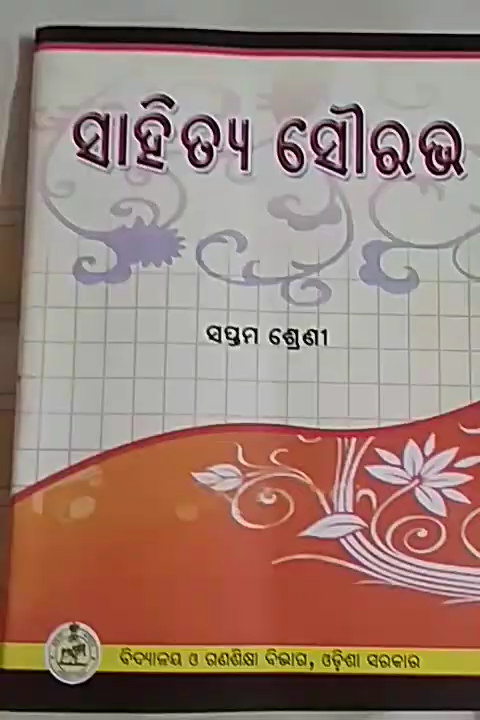 ସାହିତ୍ୟ ସୌରଭ
ସପ୍ତମ ଶ୍ରେଣୀ
ବିଦ୍ୟାଳୟ ଓ ଗଣଶିକ୍ଷା ବିଭାଗ, ଓଡ଼ିଶା ସରକାର